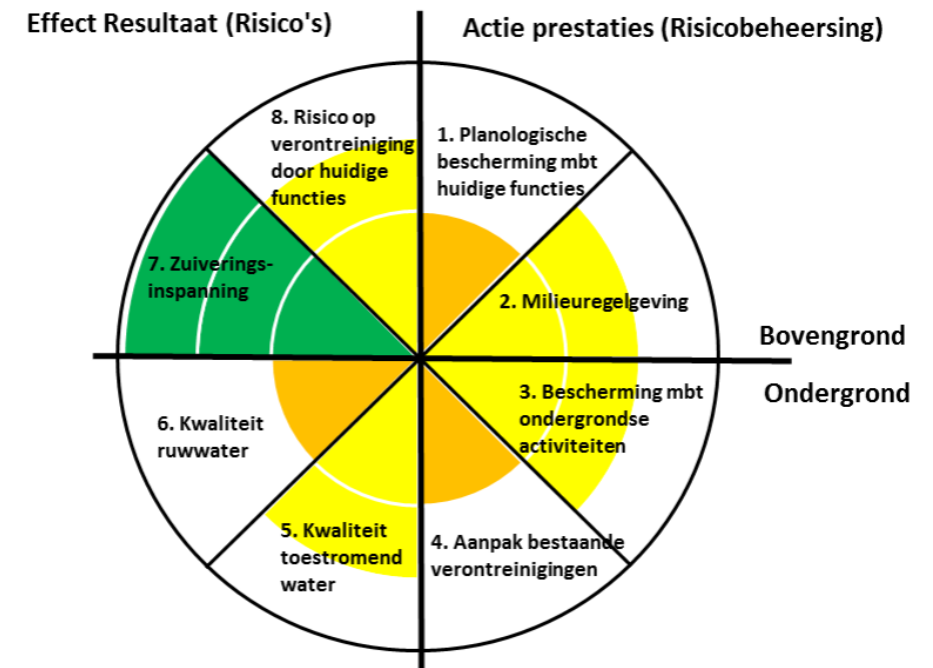 Effect Resultaat (Risico's)
Actie prestaties (Risicobeheersing)
8. Risico op
verontreiniging
door huidige
functies
1. Planologische
bescherming mbt
huidige functies
7. Zuiverings-
inspanning
2. Milieuregelgeving
Bovengrond
Ondergrond
3. Bescherming mbt
ondergrondse
activiteiten
6. Kwaliteit
ruwwater
5. Kwaliteit
toestromend
water
4. Aanpak bestaande
verontreinigingen